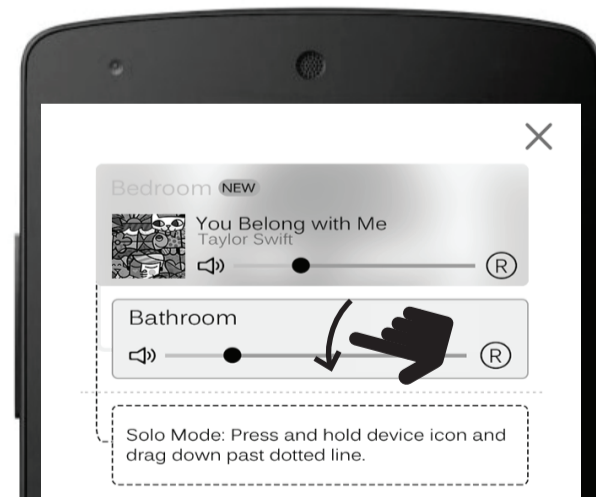 Bedroom NEW
You Belong with Me
Taylor Swift
R
Bathroom
R
Solo Mode: Press and hold device icon and
drag down past dotted line.